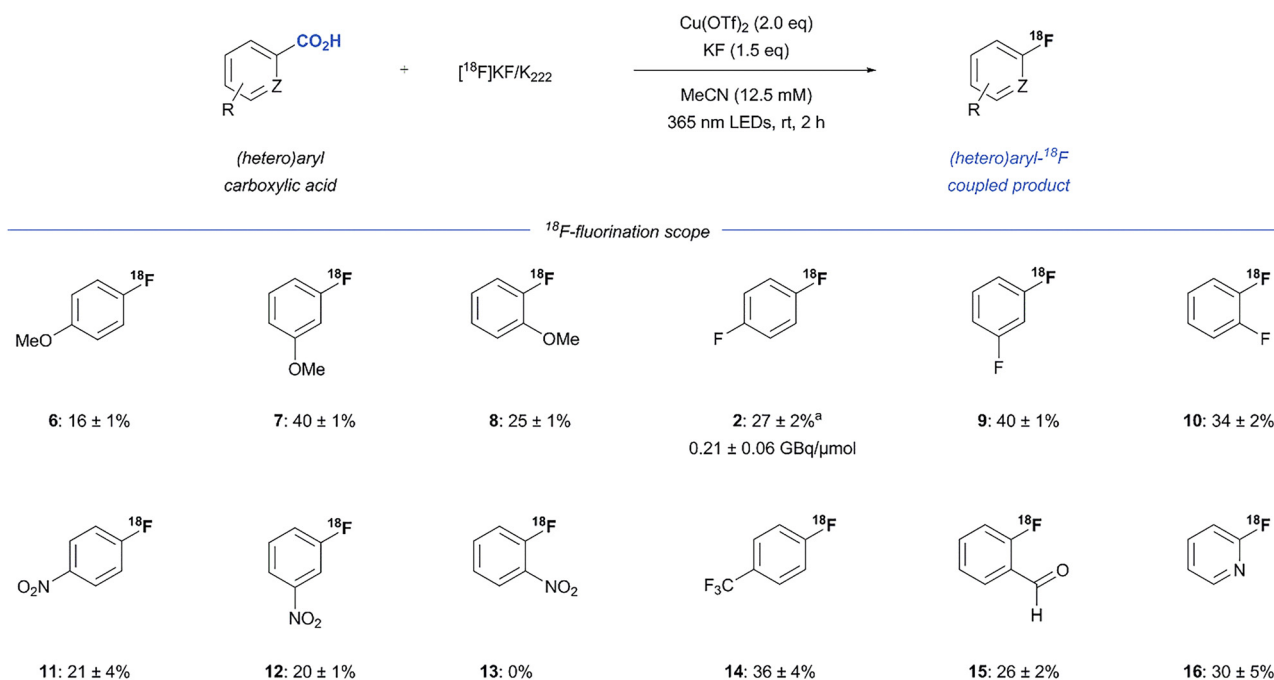 CO₂H
Z
R
(hetero)aryl
carboxylic acid
+
[¹⁸F]KF/K₂₂₂
Cu(OTf)₂ (2.0 eq)
KF (1.5 eq)
MeCN (12.5 mM)
365 nm LEDs, rt, 2 h
¹⁸F
Z
R
(hetero)aryl-¹⁸F
coupled product
¹⁸F-fluorination scope
¹⁸F
MeO
¹⁸F
OMe
¹⁸F
OMe
¹⁸F
F
¹⁸F
F
¹⁸F
F
6: 16 ± 1%
7: 40 ± 1%
8: 25 ± 1%
2: 27 ± 2%ᵃ
0.21 ± 0.06 GBq/μmol
9: 40 ± 1%
10: 34 ± 2%
¹⁸F
O₂N
¹⁸F
NO₂
¹⁸F
NO₂
¹⁸F
F₃C
¹⁸F
O
H
¹⁸F
N
11: 21 ± 4%
12: 20 ± 1%
13: 0%
14: 36 ± 4%
15: 26 ± 2%
16: 30 ± 5%